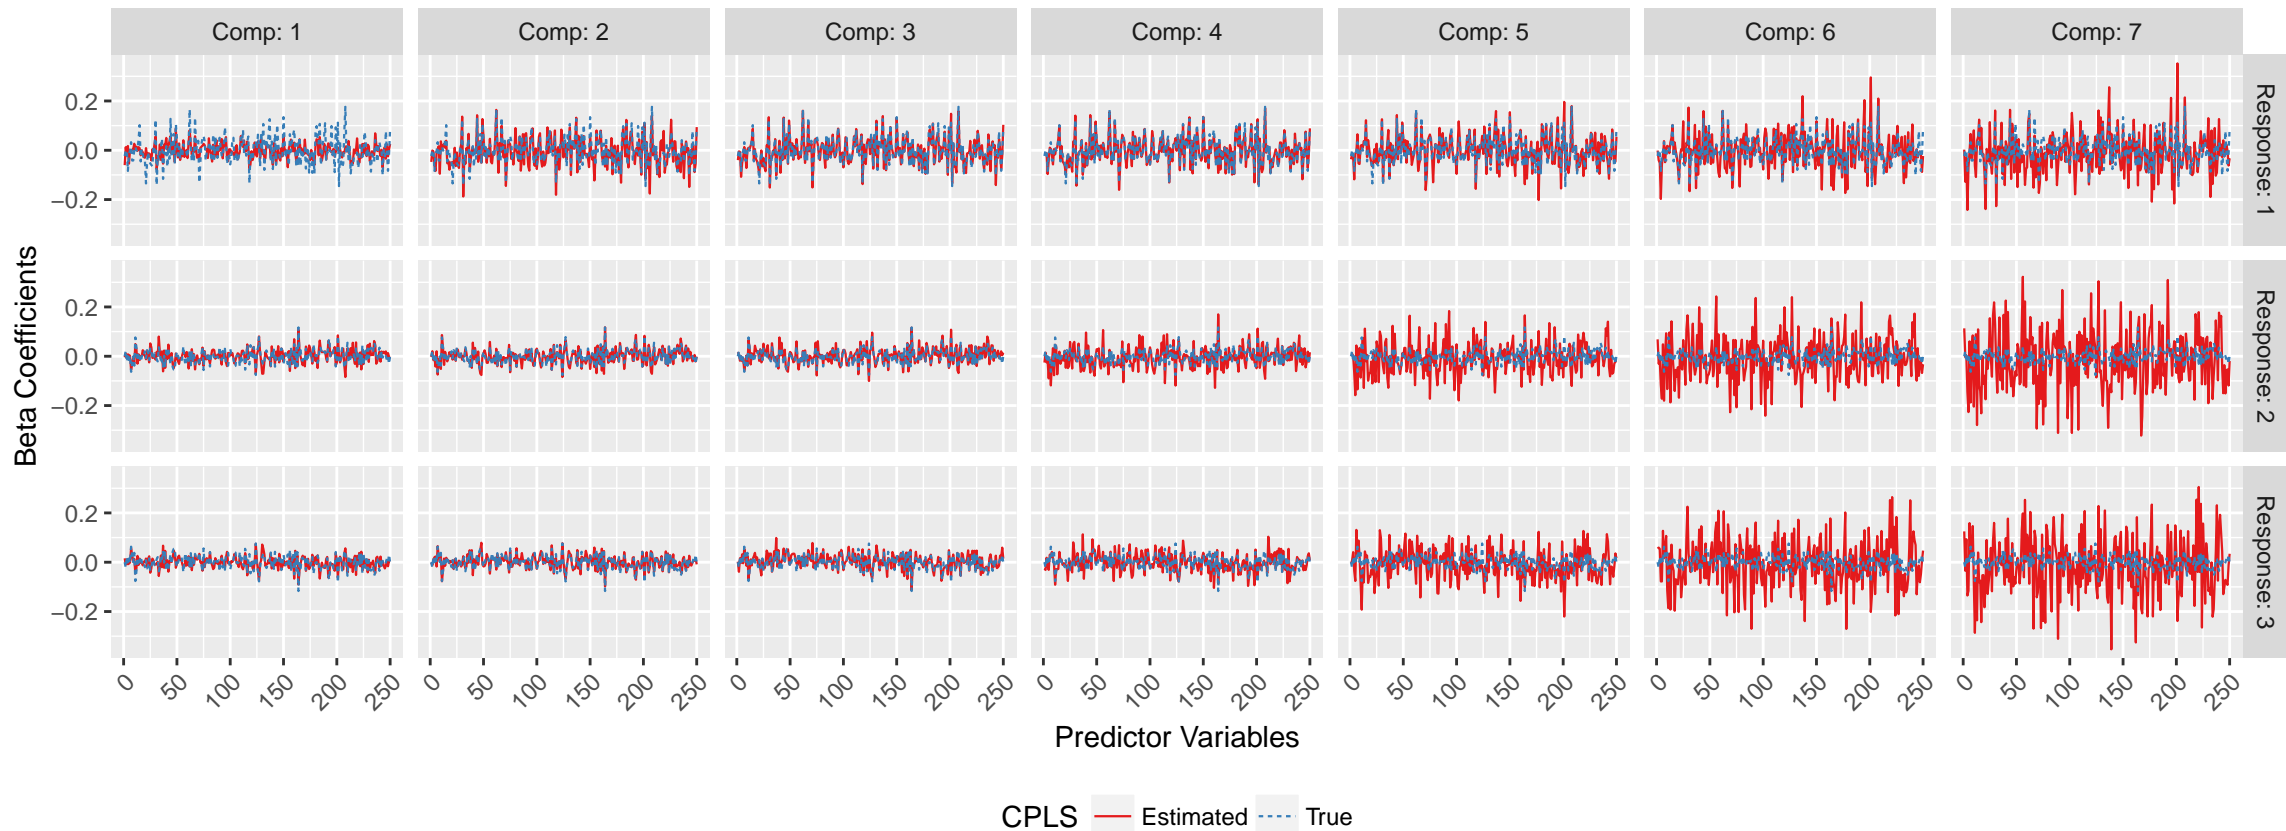 Comp: 1 Comp: 2 Comp: 3 Comp: 4 Comp: 5 Comp: 6 Comp: 7
Beta Coefficients
0.2
0.0
−0.2
Response: 1
0.2
0.0
−0.2
Response: 2
0.2
0.0
−0.2
Response: 3
0 50 100 150 200 250 0 50 100 150 200 250 0 50 100 150 200 250 0 50 100 150 200 250 0 50 100 150 200 250 0 50 100 150 200 250 0 50 100 150 200 250
Predictor Variables
CPLS Estimated True